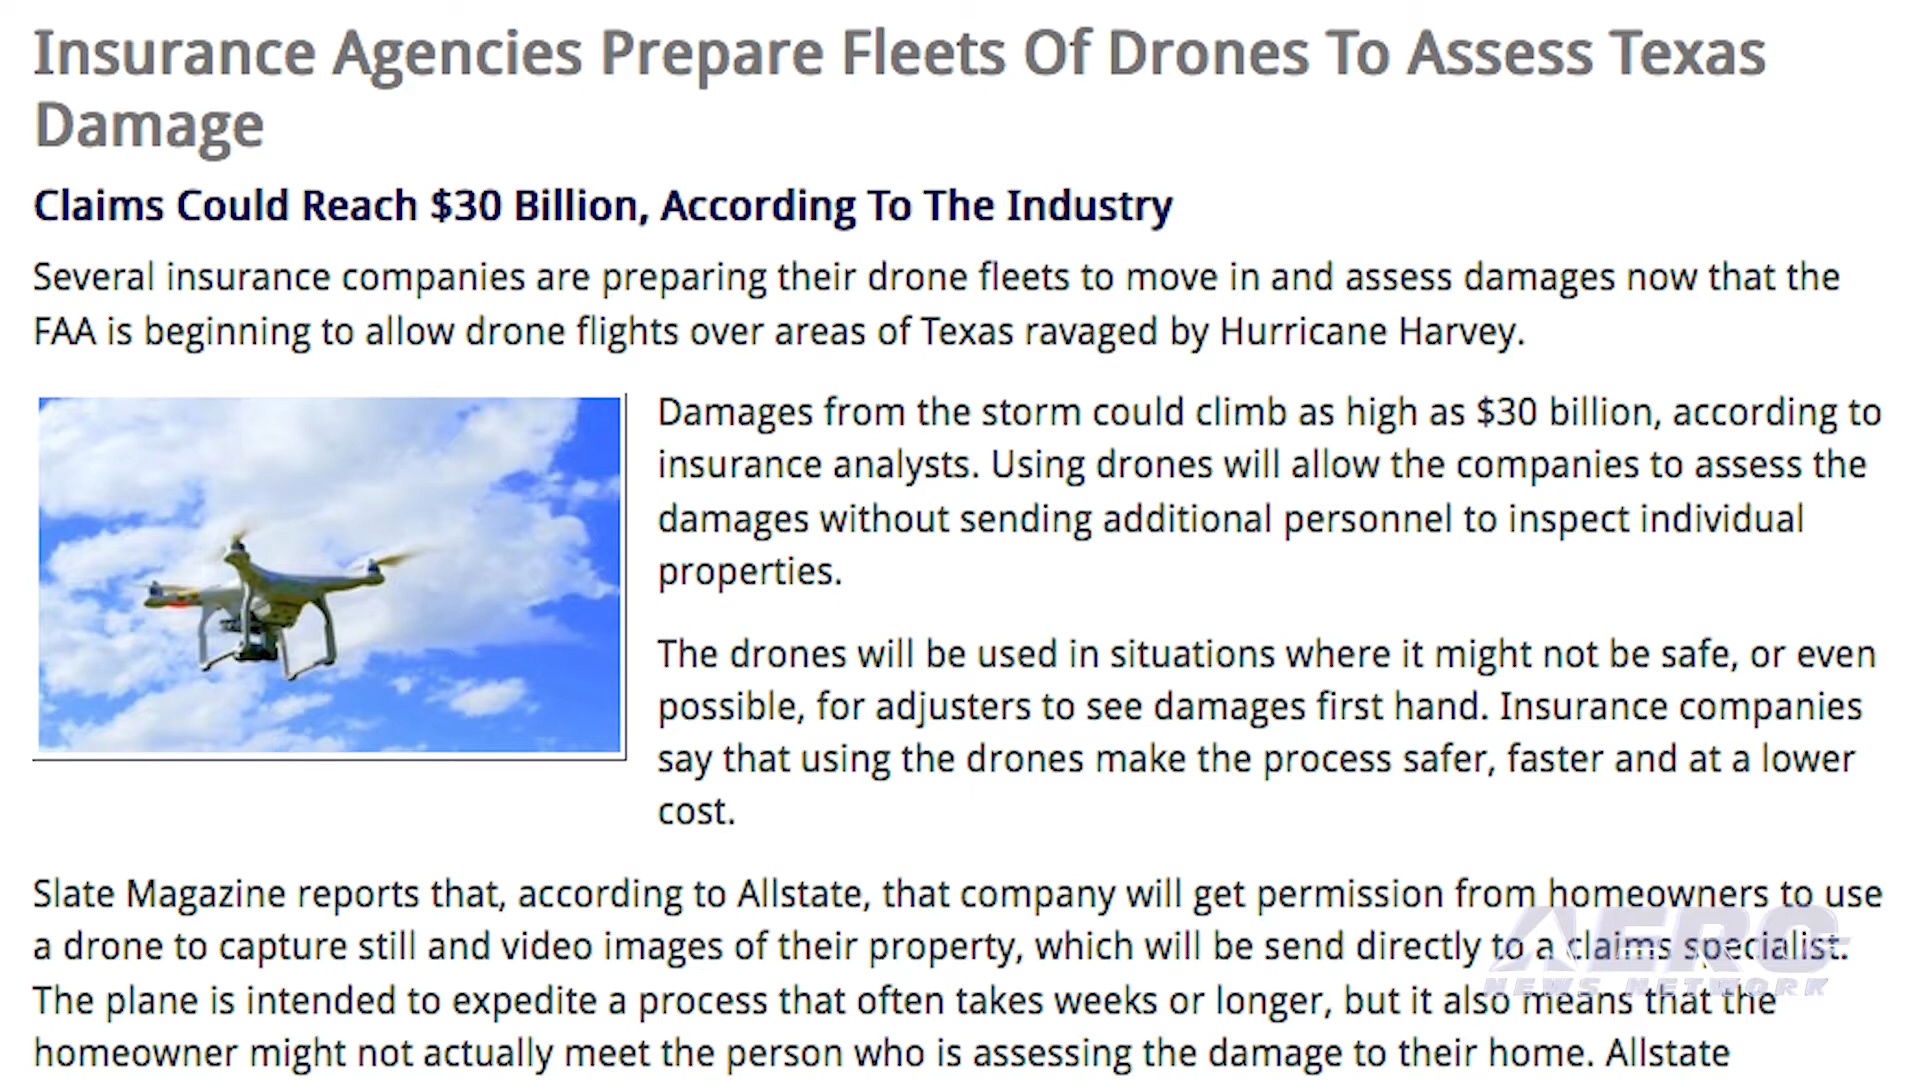 Insurance Agencies Prepare Fleets Of Drones To Assess Texas
Damage
Claims Could Reach $30 Billion, According To The Industry
Several insurance companies are preparing their drone fleets to move in and assess damages now that the
FAA is beginning to allow drone flights over areas of Texas ravaged by Hurricane Harvey.
Damages from the storm could climb as high as $30 billion, according to
insurance analysts. Using drones will allow the companies to assess the
damages without sending additional personnel to inspect individual
properties.
The drones will be used in situations where it might not be safe, or even
possible, for adjusters to see damages first hand. Insurance companies
say that using the drones make the process safer, faster and at a lower
cost.
Slate Magazine reports that, according to Allstate, that company will get permission from homeowners to use
a drone to capture still and video images of their property, which will be send directly to a claims specialist.
The plane is intended to expedite a process that often takes weeks or longer, but it also means that the
homeowner might not actually meet the person who is assessing the damage to their home. Allstate
AERO
NEWS NETWORK